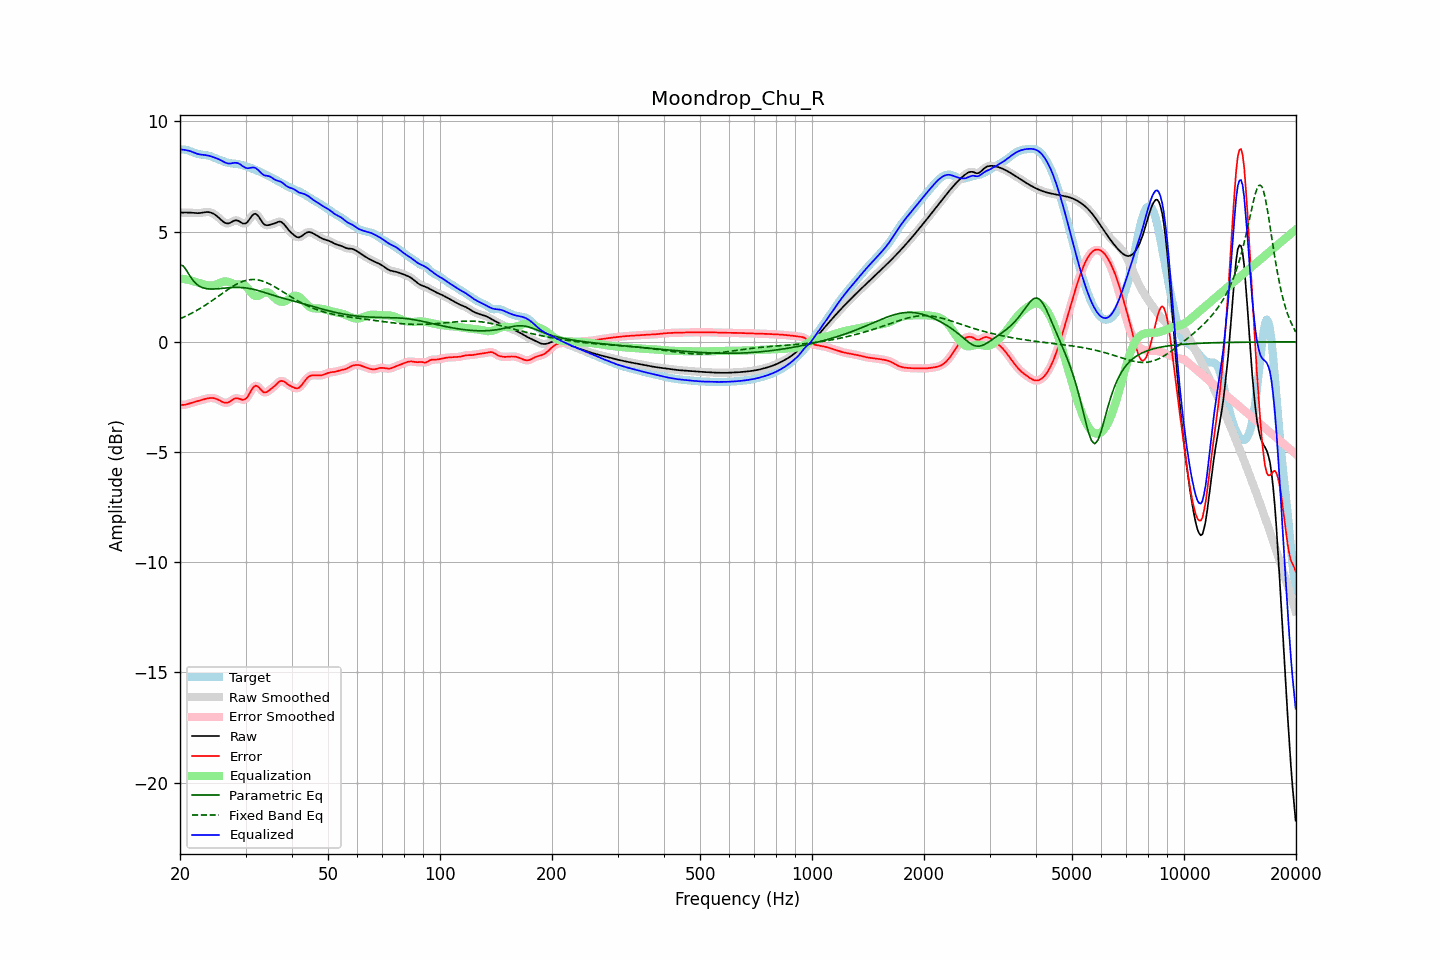 Moondrop_Chu_R
10
5
0
−5
−10
−15
−20
Amplitude (dBr)
Target
Raw Smoothed
Error Smoothed
Raw
Error
Equalization
Parametric Eq
Fixed Band Eq
Equalized
20 50 100 200 500 1000 2000 5000 10000 20000
Frequency (Hz)